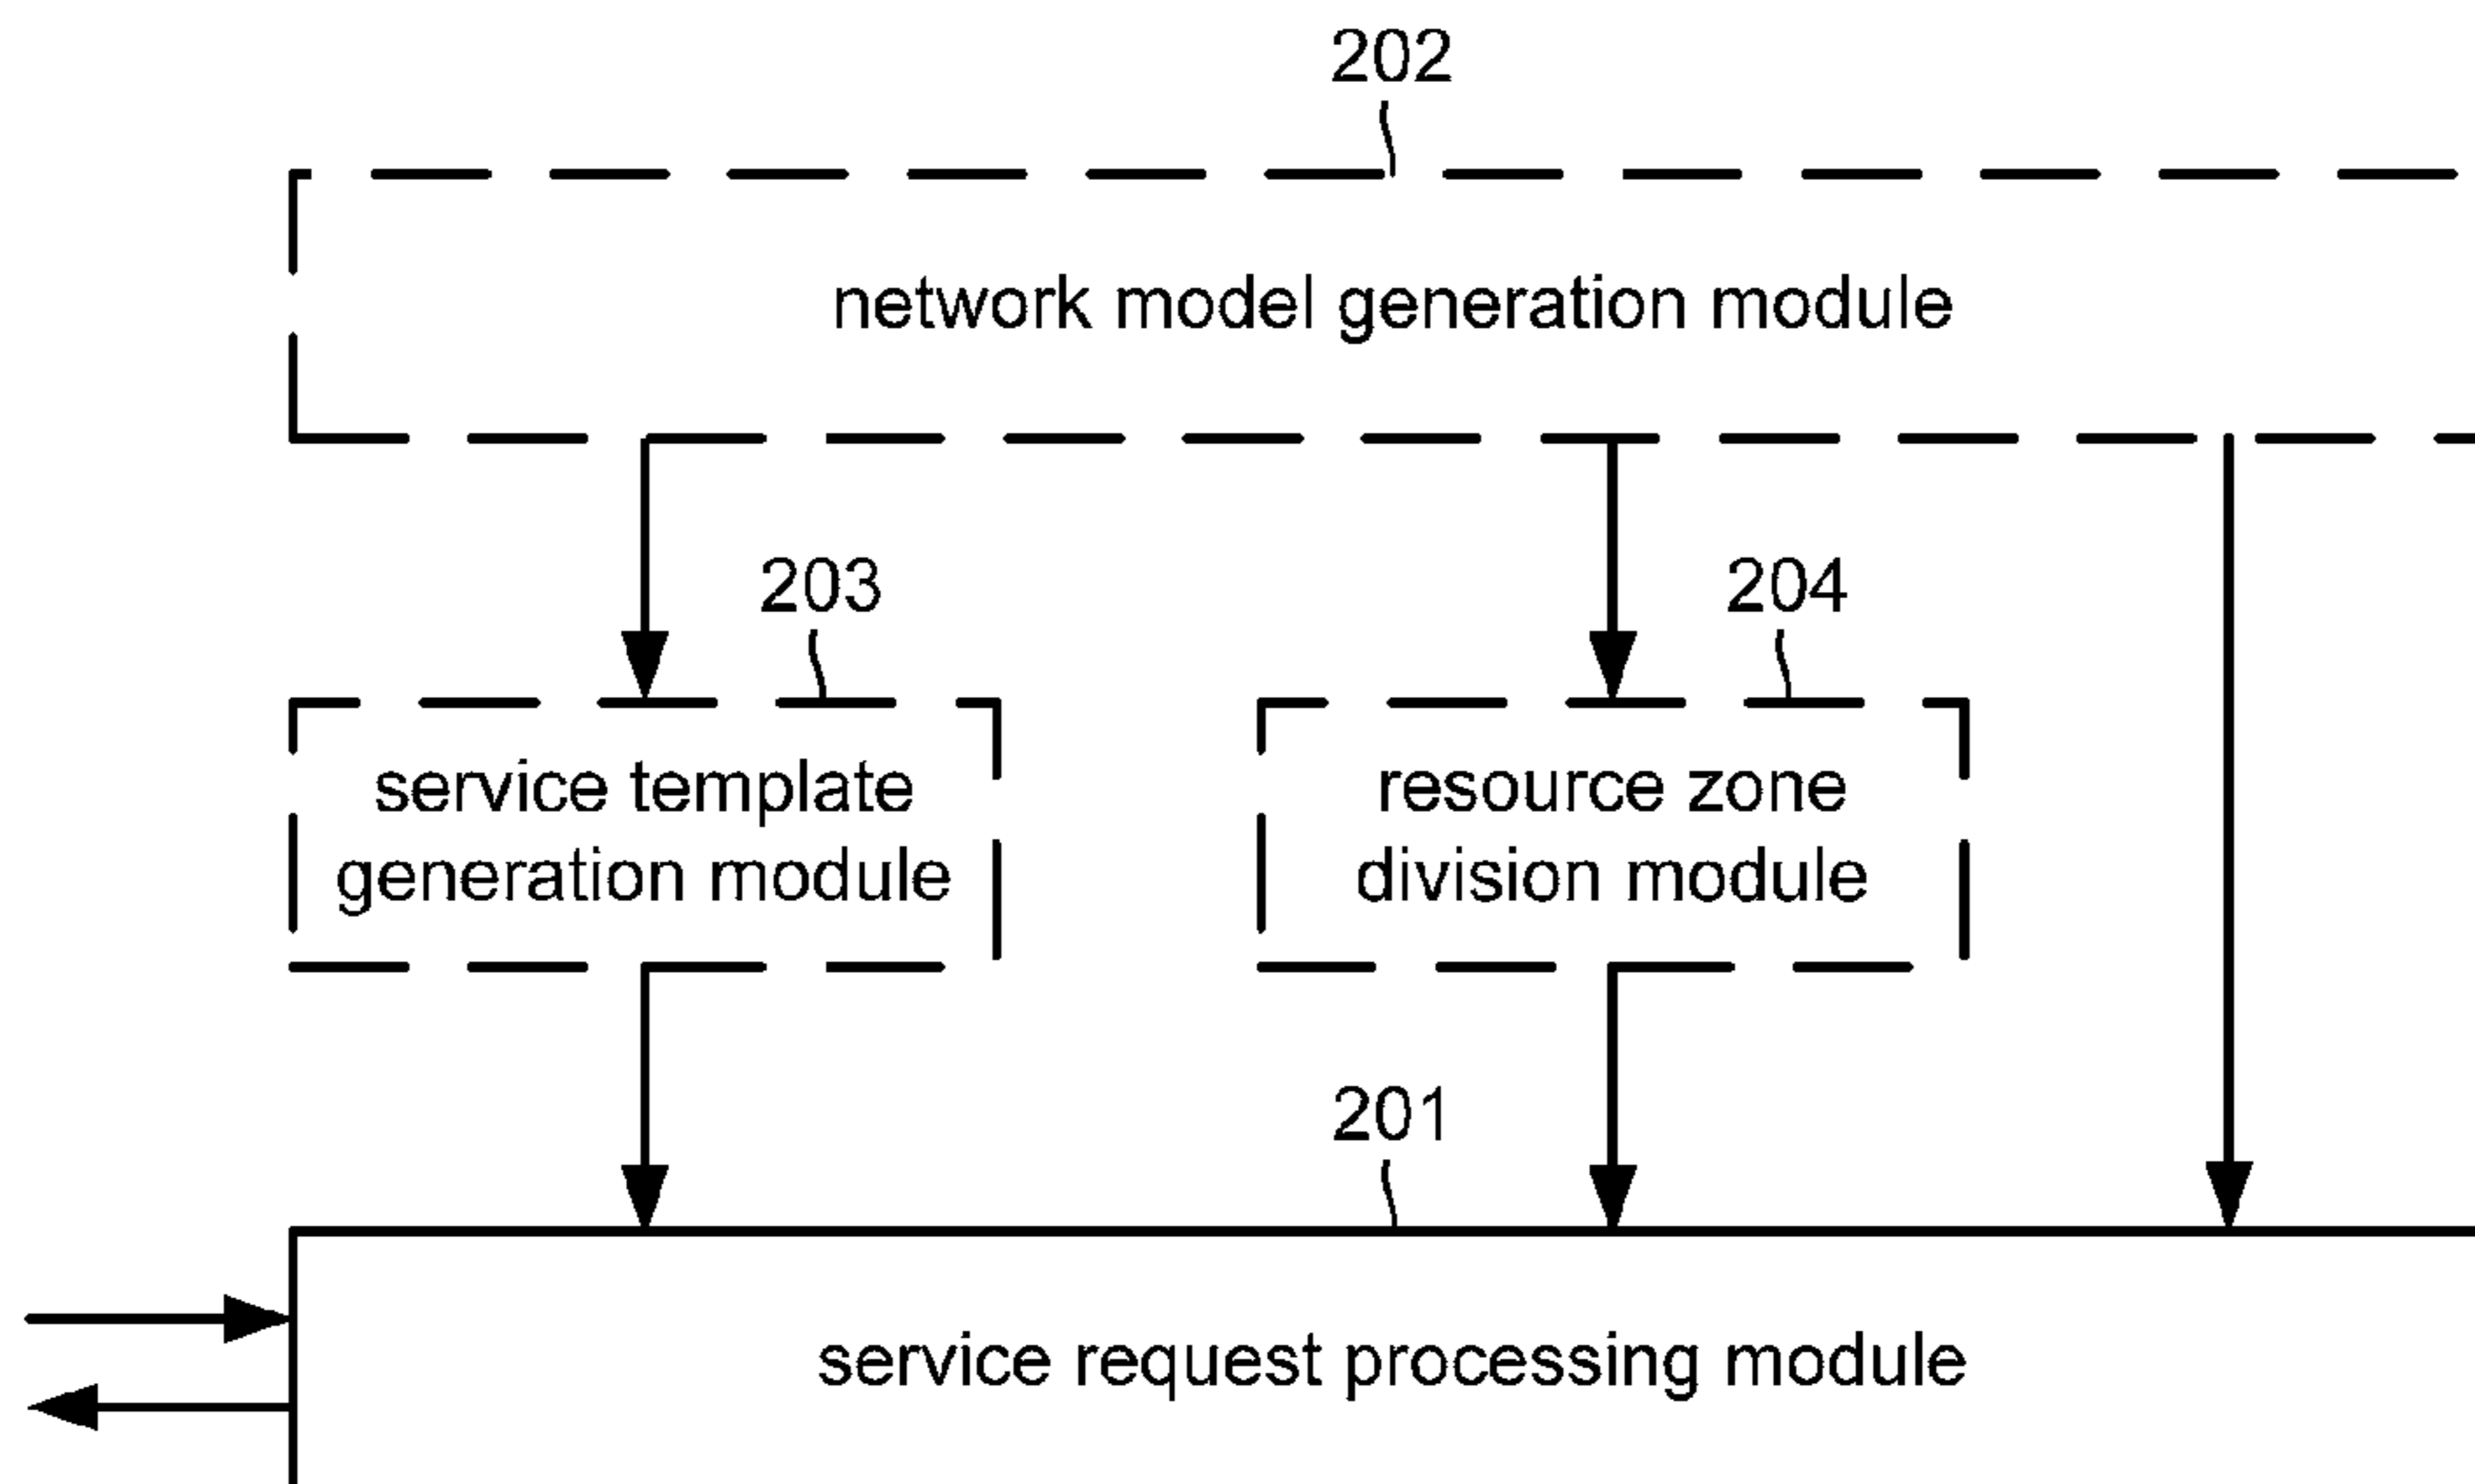 202
network model generation module
203
204
service template
generation module
resource zone
division module
201
service request processing module